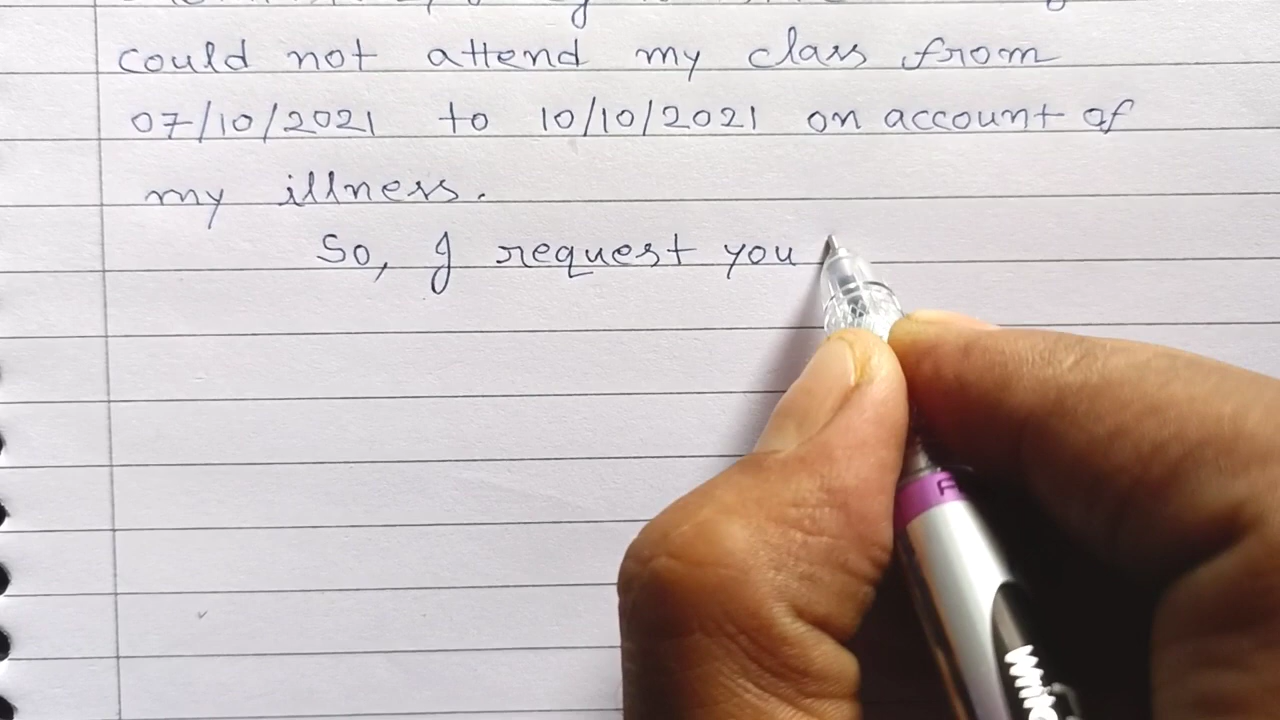 could not attend my class from
07/10/2021 to 10/10/2021 on account of
my illness.
So, I request you